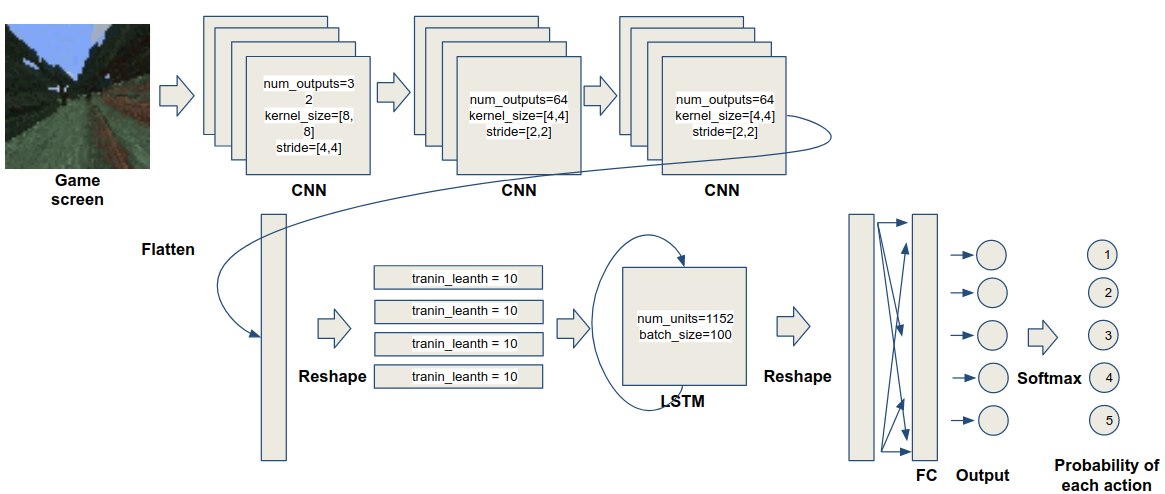 num_outputs=3
2
kernel_size=[8,
8]
stride=[4,4]
num_outputs=64
kernel_size=[4,4]
stride=[2,2]
num_outputs=64
kernel_size=[4,4]
stride=[2,2]
Game
screen
CNN
CNN
CNN
Flatten
Reshape
tranin_leanth = 10
tranin_leanth = 10
tranin_leanth = 10
tranin_leanth = 10
num_units=1152
batch_size=100
LSTM
Reshape
FC
Output
Softmax
1
2
3
4
5
Probability of
each action